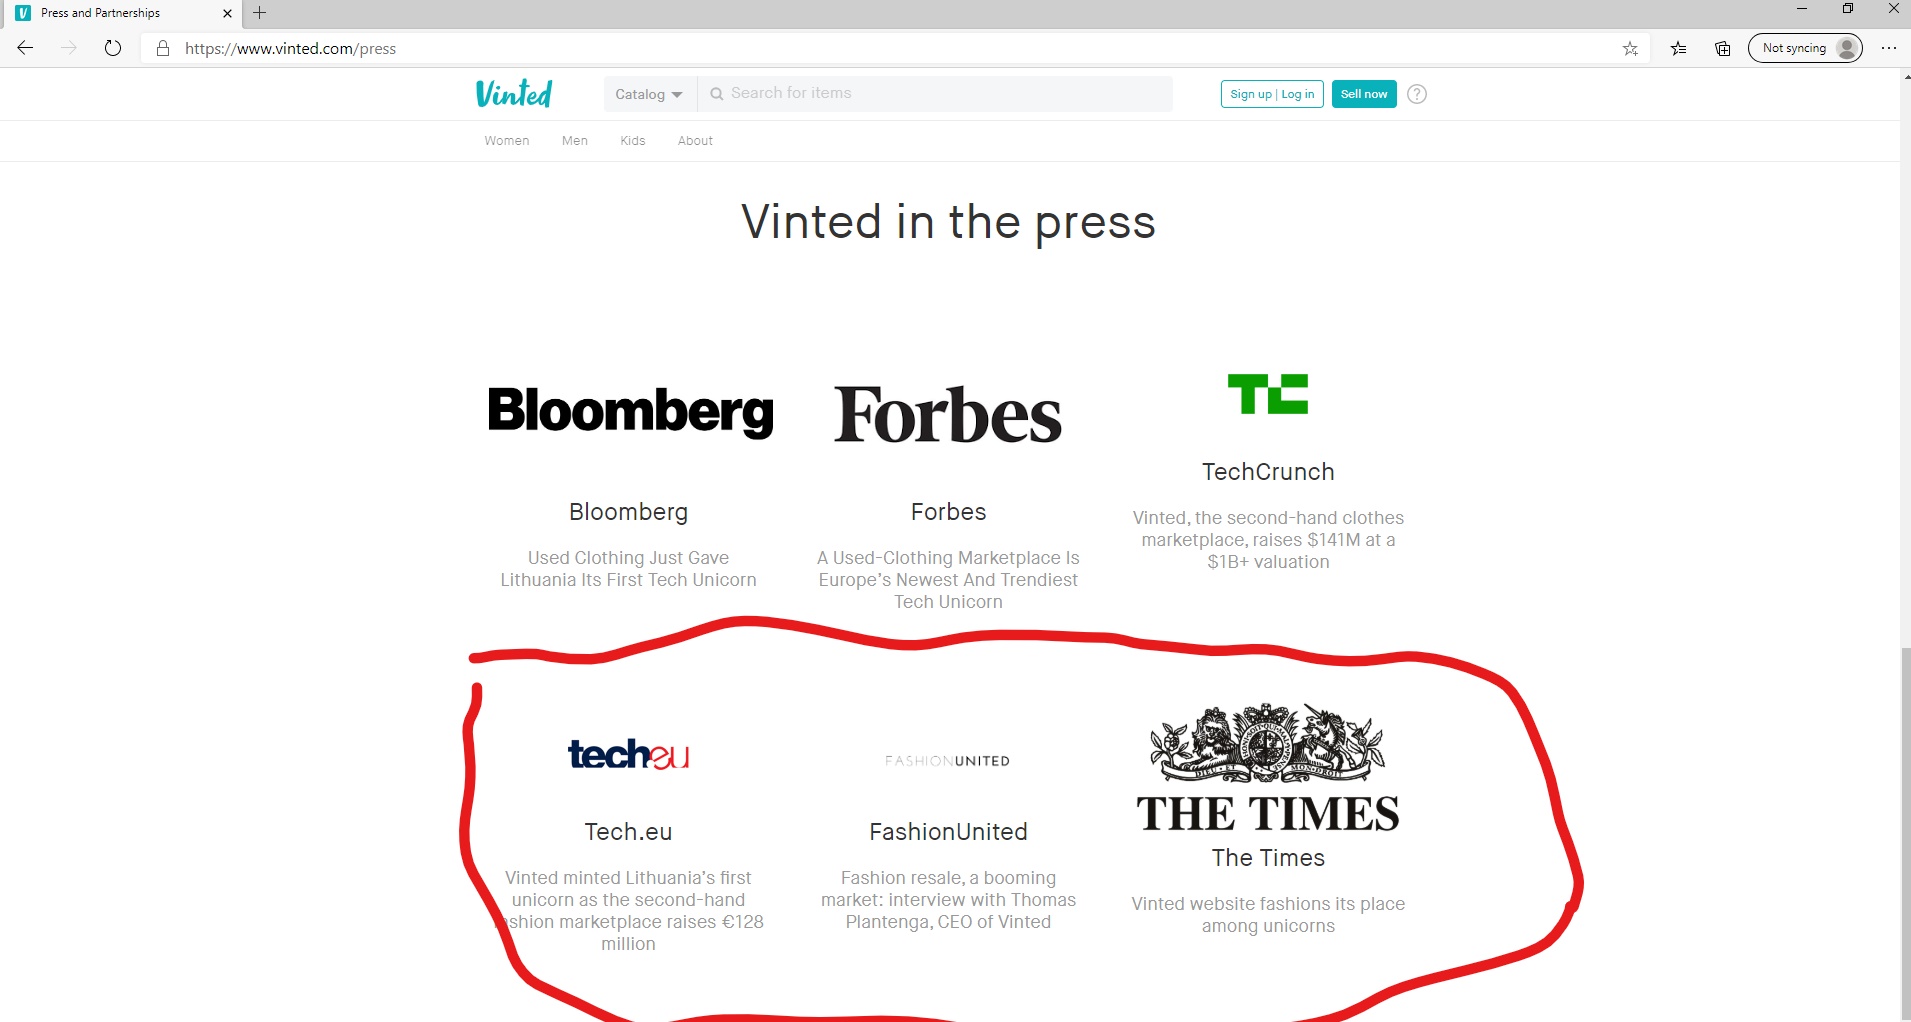 Press and Partnerships
https://www.vinted.com/press
Not syncing
Vinted
Catalog
Search for items
Sign up | Log in
Sell now
?
Women Men Kids About
Vinted in the press
Bloomberg
Bloomberg
Used Clothing Just Gave
Lithuania Its First Tech Unicorn
Forbes
Forbes
A Used-Clothing Marketplace Is
Europe's Newest And Trendiest
Tech Unicorn
TC
TechCrunch
Vinted, the second-hand clothes
marketplace, raises $141M at a
$1B+ valuation
techeu
Tech.eu
Vinted minted Lithuania's first
unicorn as the second-hand
fashion marketplace raises €128
million
FASHIONUNITED
FashionUnited
Fashion resale, a booming
market: interview with Thomas
Plantenga, CEO of Vinted
DIEU ET MON DROIT
THE TIMES
The Times
Vinted website fashions its place
among unicorns